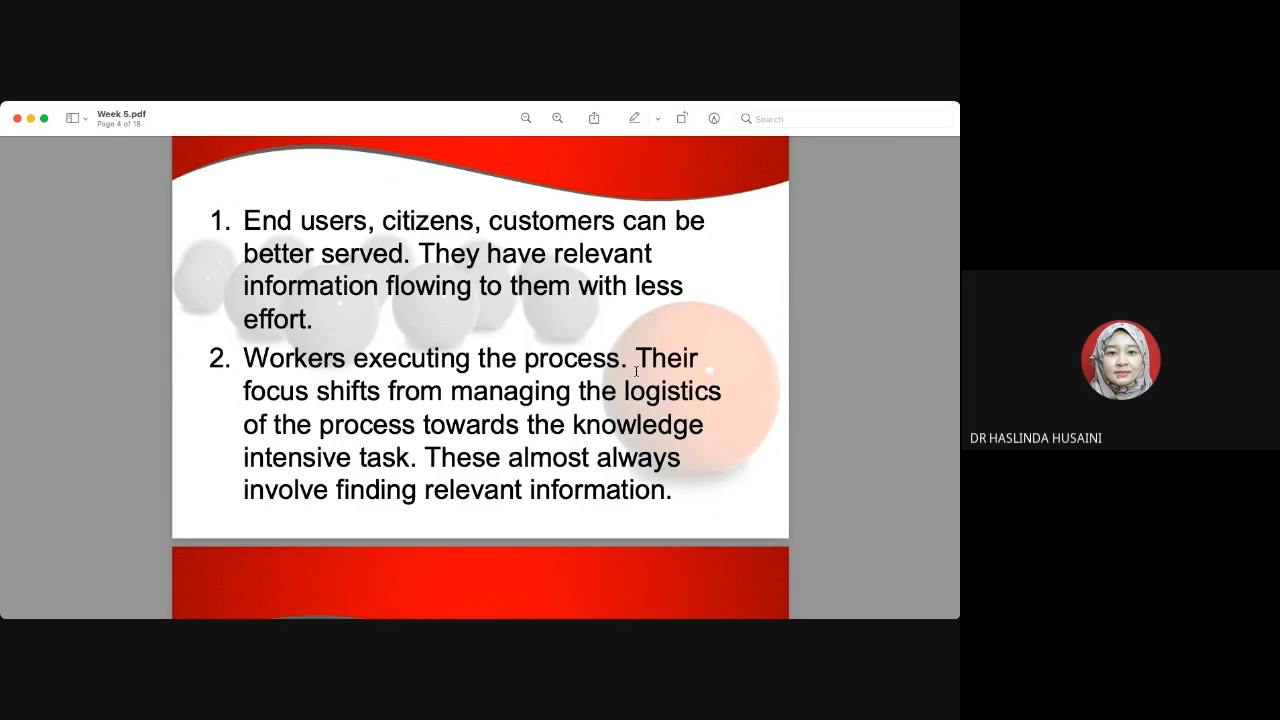 Week 5.pdf
Page 4 of 18
Search
1. End users, citizens, customers can be
better served. They have relevant
information flowing to them with less
effort.
2. Workers executing the process. Their
focus shifts from managing the logistics
of the process towards the knowledge
intensive task. These almost always
involve finding relevant information.
DR HASLINDA HUSAINI